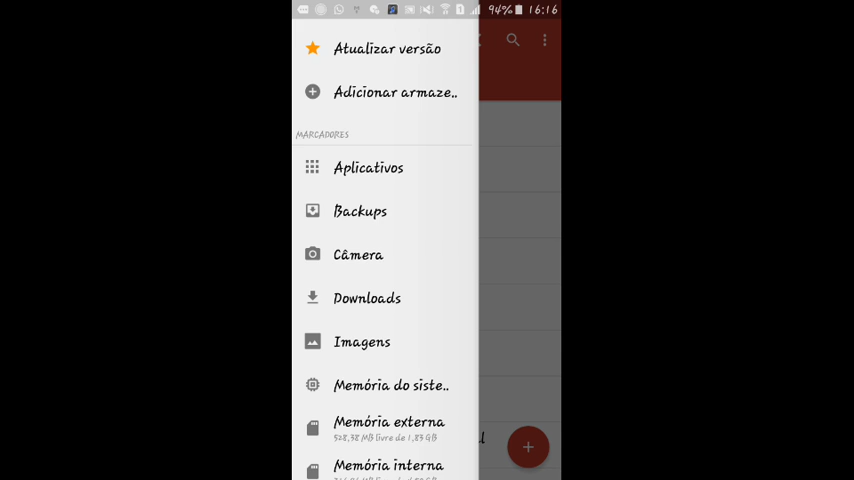 94% 16:16
Atualizar versão
Adicionar armaze..
MARCADORES
Aplicativos
Backups
Câmera
Downloads
Imagens
Memória do siste..
Memória externa
528,38 MB livre de 1,83 GB
Memória interna